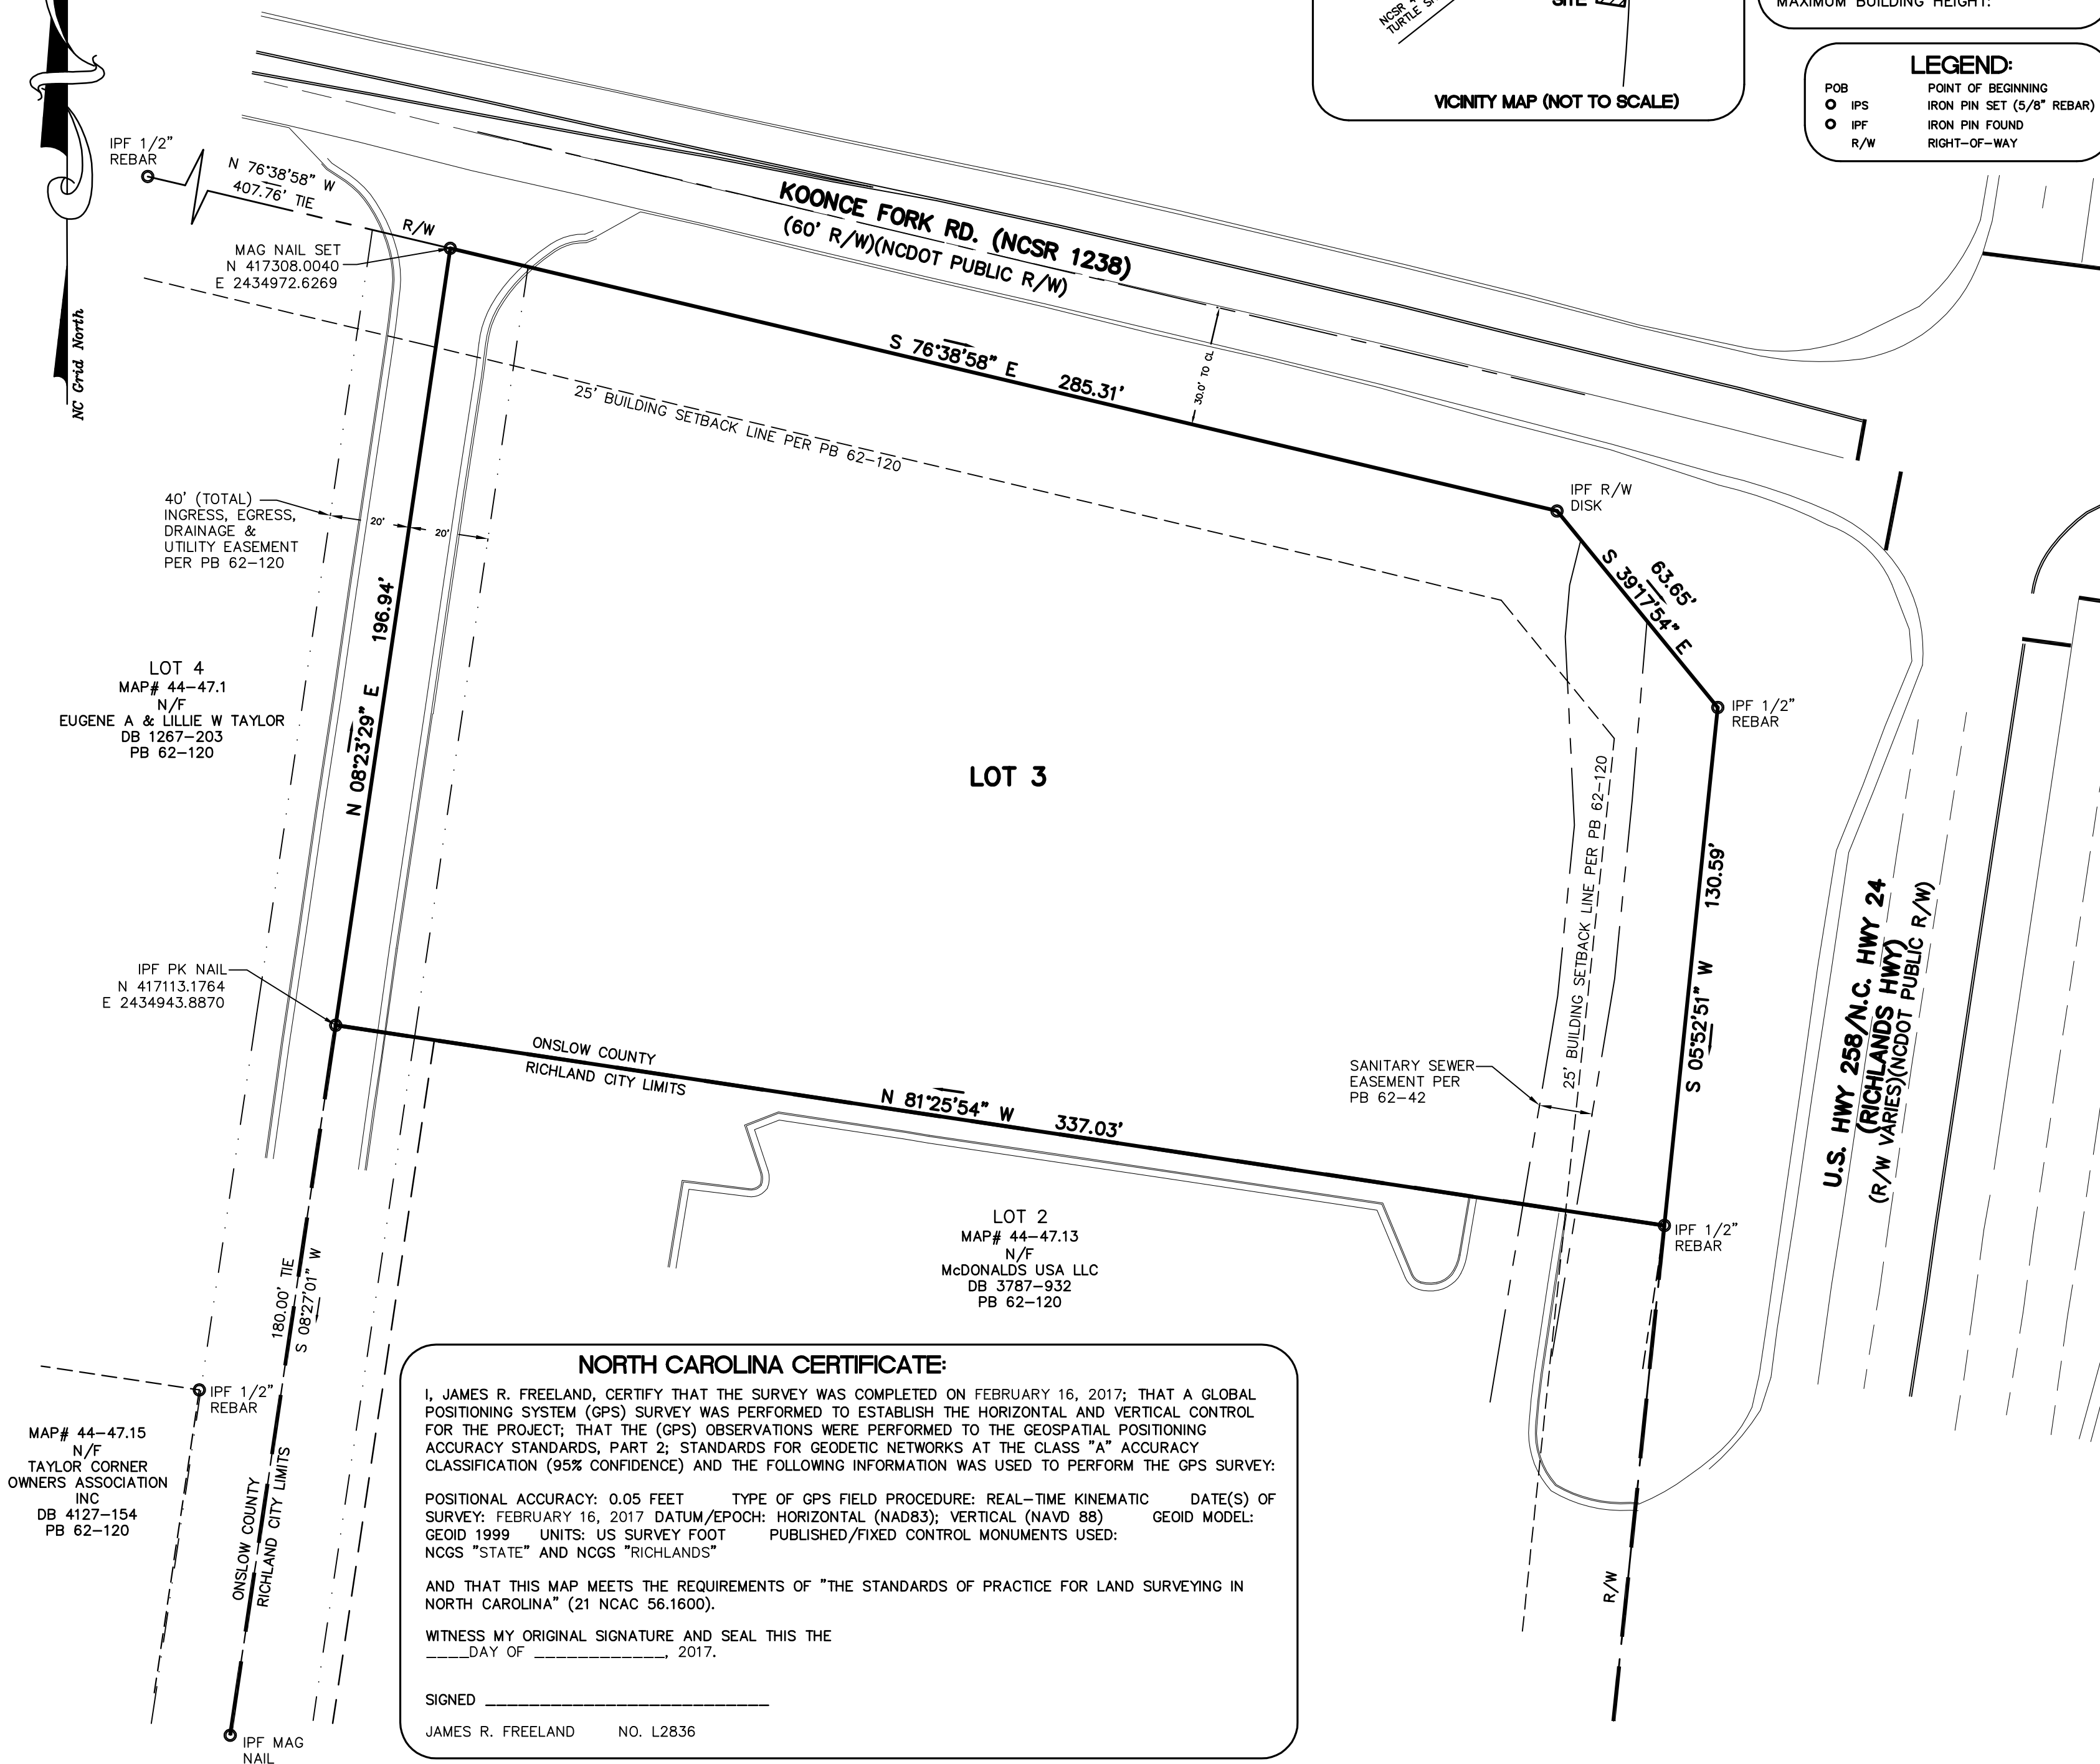 MAXIMUM BUILDING HEIGHT:
SITE
NCSR
VICINITY MAP (NOT TO SCALE)
LEGEND:
POB POINT OF BEGINNING
IPS IRON PIN SET (5/8" REBAR)
IPF IRON PIN FOUND
R/W RIGHT-OF-WAY
NC Grid North
IPF 1/2"
REBAR
N 76°38'58" W
407.76' TIE
R/W
MAG NAIL SET
N 417308.0040
E 2434972.6269
KOONCE FORK RD. (NCSR 1238)
(60' R/W)(NCDOT PUBLIC R/W)
S 76°38'58" E 285.31'
30.0' TO CL
25' BUILDING SETBACK LINE PER PB 62-120
IPF R/W
DISK
63.65'
S 39°17'54" E
40' (TOTAL)
INGRESS, EGRESS,
DRAINAGE &
UTILITY EASEMENT
PER PB 62-120
20'
20'
N 08°23'29" E 196.94'
LOT 4
MAP# 44-47.1
N/F
EUGENE A & LILLIE W TAYLOR
DB 1267-203
PB 62-120
IPF 1/2"
REBAR
LOT 3
25' BUILDING SETBACK LINE PER PB 62-120
S 05°52'51" W 130.59'
U.S. HWY 258/N.C. HWY 24
(RICHLANDS HWY)
(R/W VARIES)(NCDOT PUBLIC R/W)
IPF PK NAIL
N 417113.1764
E 2434943.8870
ONSLOW COUNTY
RICHLAND CITY LIMITS
N 81°25'54" W 337.03'
SANITARY SEWER
EASEMENT PER
PB 62-42
IPF 1/2"
REBAR
LOT 2
MAP# 44-47.13
N/F
McDONALDS USA LLC
DB 3787-932
PB 62-120
180.00' TIE
S 08°27'01" W
IPF 1/2"
REBAR
MAP# 44-47.15
N/F
TAYLOR CORNER
OWNERS ASSOCIATION
INC
DB 4127-154
PB 62-120
ONSLOW COUNTY
RICHLAND CITY LIMITS
IPF MAG
NAIL
R/W
NORTH CAROLINA CERTIFICATE:
I, JAMES R. FREELAND, CERTIFY THAT THE SURVEY WAS COMPLETED ON FEBRUARY 16, 2017; THAT A GLOBAL
POSITIONING SYSTEM (GPS) SURVEY WAS PERFORMED TO ESTABLISH THE HORIZONTAL AND VERTICAL CONTROL
FOR THE PROJECT; THAT THE (GPS) OBSERVATIONS WERE PERFORMED TO THE GEOSPATIAL POSITIONING
ACCURACY STANDARDS, PART 2; STANDARDS FOR GEODETIC NETWORKS AT THE CLASS "A" ACCURACY
CLASSIFICATION (95% CONFIDENCE) AND THE FOLLOWING INFORMATION WAS USED TO PERFORM THE GPS SURVEY:
POSITIONAL ACCURACY: 0.05 FEET TYPE OF GPS FIELD PROCEDURE: REAL-TIME KINEMATIC DATE(S) OF
SURVEY: FEBRUARY 16, 2017 DATUM/EPOCH: HORIZONTAL (NAD83); VERTICAL (NAVD 88) GEOID MODEL:
GEOID 1999 UNITS: US SURVEY FOOT PUBLISHED/FIXED CONTROL MONUMENTS USED:
NCGS "STATE" AND NCGS "RICHLANDS"
AND THAT THIS MAP MEETS THE REQUIREMENTS OF "THE STANDARDS OF PRACTICE FOR LAND SURVEYING IN
NORTH CAROLINA" (21 NCAC 56.1600).
WITNESS MY ORIGINAL SIGNATURE AND SEAL THIS THE
____DAY OF ____________, 2017.
SIGNED __________________________
JAMES R. FREELAND NO. L2836